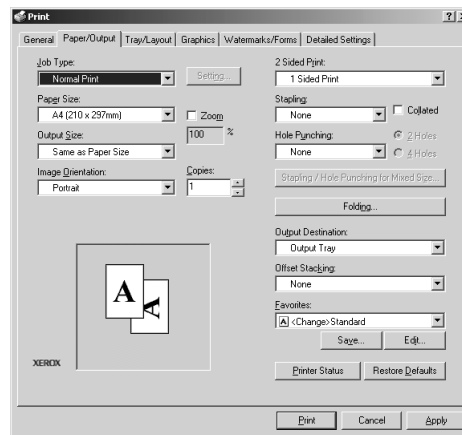 Print
General Paper/Output Tray/Layout Graphics Watermarks/Forms Detailed Settings
Job Type:
Normal Print
Setting...
Paper Size:
A4 (210 x 297mm)
Zoom
100 %
Output Size:
Same as Paper Size
Image Orientation:
Portrait
Copies:
1
A
A
XEROX
2 Sided Print:
1 Sided Print
Stapling:
None
Collated
Hole Punching:
None
2 Holes
4 Holes
Stapling / Hole Punching for Mixed Size...
Folding...
Output Destination:
Output Tray
Offset Stacking:
None
Favorites:
A <Change>Standard
Save... Edit...
Printer Status Restore Defaults
Print Cancel Apply